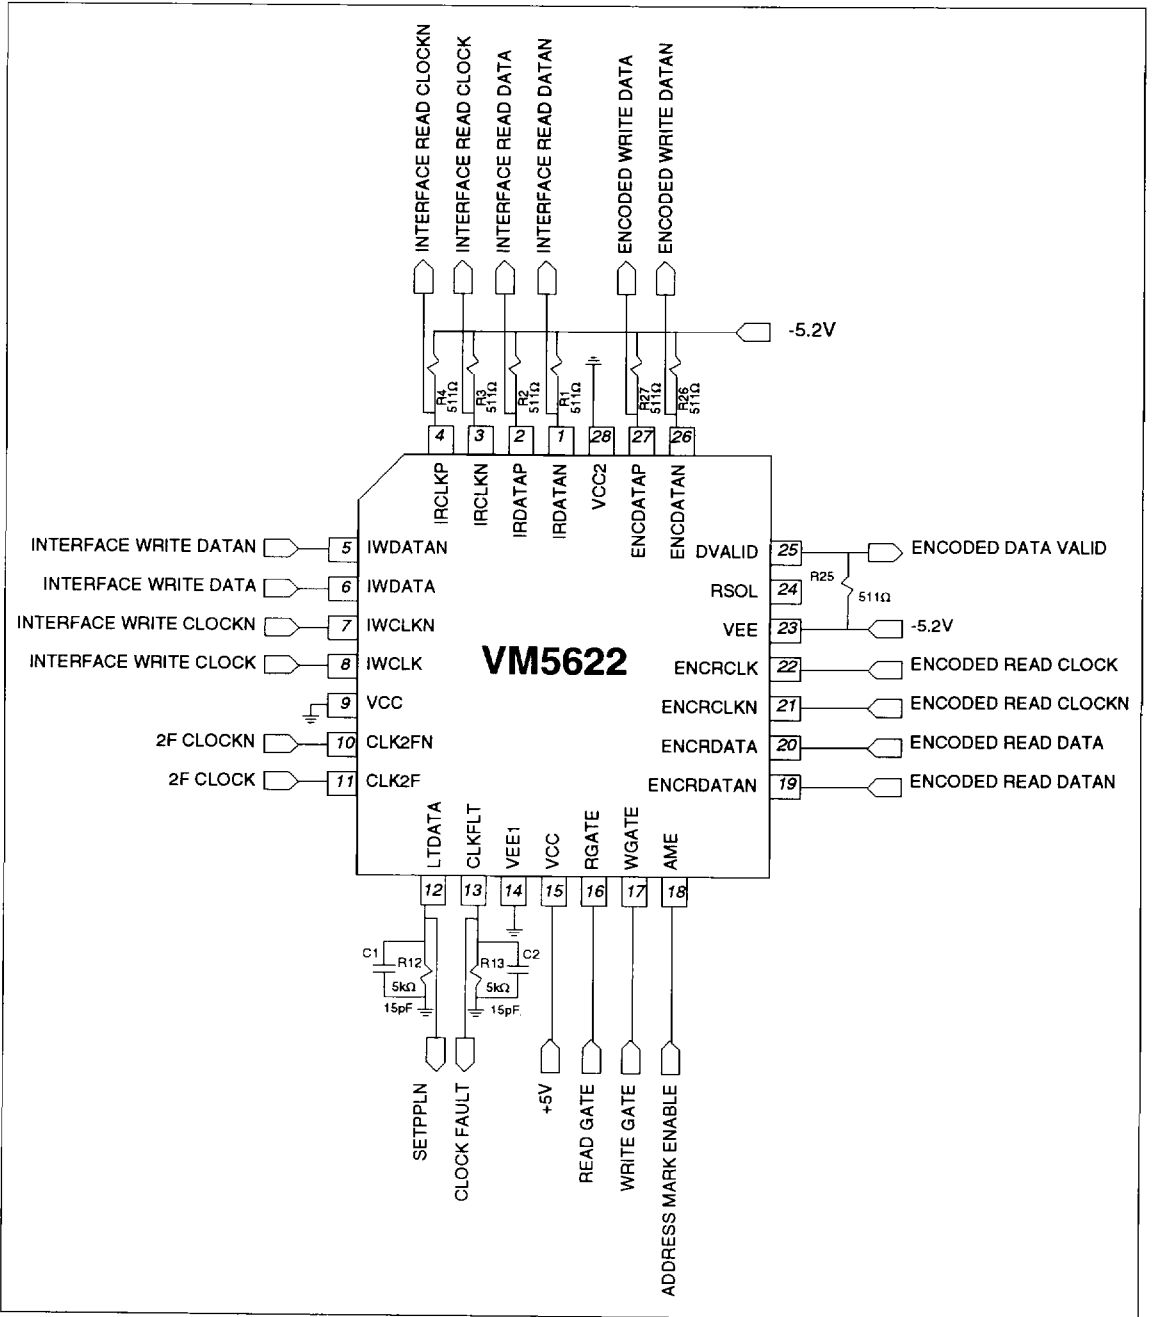 INTERFACE READ CLOCKN
INTERFACE READ CLOCK
INTERFACE READ DATA
INTERFACE READ DATAN
ENCODED WRITE DATA
ENCODED WRITE DATAN
-5.2V
R4
511Ω
R3
511Ω
R2
511Ω
R1
511Ω
R27
511Ω
R26
511Ω
4
3
2
1
28
27
26
IRCLKP
IRCLKN
IRDATAP
IRDATAN
VCC2
ENCDATAP
ENCDATAN
INTERFACE WRITE DATAN
5
IWDATAN
INTERFACE WRITE DATA
6
IWDATA
INTERFACE WRITE CLOCKN
7
IWCLKN
INTERFACE WRITE CLOCK
8
IWCLK
9
VCC
2F CLOCKN
10
CLK2FN
2F CLOCK
11
CLK2F
VM5622
DVALID
25
ENCODED DATA VALID
R25
511Ω
RSOL
24
VEE
23
-5.2V
ENCRCLK
22
ENCODED READ CLOCK
ENCRCLKN
21
ENCODED READ CLOCKN
ENCRDATA
20
ENCODED READ DATA
ENCRDATAN
19
ENCODED READ DATAN
LTDATA
CLKFLT
VEE1
VCC
RGATE
WGATE
AME
12
13
14
15
16
17
18
C1
R12
5kΩ
15pF
R13
C2
5kΩ
15pF
SETPPLN
CLOCK FAULT
+5V
READ GATE
WRITE GATE
ADDRESS MARK ENABLE